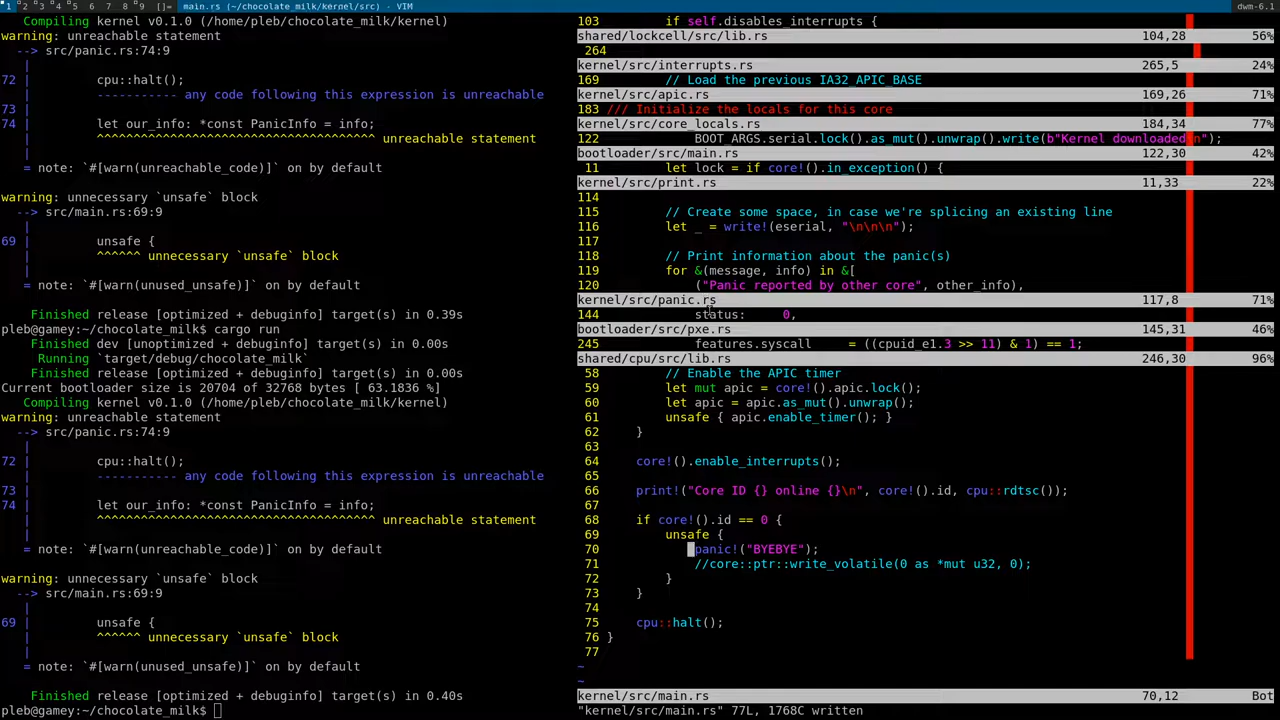 1 2 3 4 5 6 7 8 9 []= main.rs (~/chocolate_milk/kernel/src) - VIM dwm-6.1
Compiling kernel v0.1.0 (/home/pleb/chocolate_milk/kernel)
warning: unreachable statement
--> src/panic.rs:74:9
|
72 | cpu::halt();
| ----------- any code following this expression is unreachable
73 |
74 | let our_info: *const PanicInfo = info;
| ^^^^^^^^^^^^^^^^^^^^^^^^^^^^^^^^^^^^^^ unreachable statement
|
= note: `#[warn(unreachable_code)]` on by default
warning: unnecessary `unsafe` block
--> src/main.rs:69:9
|
69 | unsafe {
| ^^^^^^ unnecessary `unsafe` block
|
= note: `#[warn(unused_unsafe)]` on by default
Finished release [optimized + debuginfo] target(s) in 0.39s
pleb@gamey:~/chocolate_milk$ cargo run
Finished dev [unoptimized + debuginfo] target(s) in 0.00s
Running `target/debug/chocolate_milk`
Finished release [optimized + debuginfo] target(s) in 0.00s
Current bootloader size is 20704 of 32768 bytes [ 63.1836 %]
Compiling kernel v0.1.0 (/home/pleb/chocolate_milk/kernel)
warning: unreachable statement
--> src/panic.rs:74:9
|
72 | cpu::halt();
| ----------- any code following this expression is unreachable
73 |
74 | let our_info: *const PanicInfo = info;
| ^^^^^^^^^^^^^^^^^^^^^^^^^^^^^^^^^^^^^^ unreachable statement
|
= note: `#[warn(unreachable_code)]` on by default
warning: unnecessary `unsafe` block
--> src/main.rs:69:9
|
69 | unsafe {
| ^^^^^^ unnecessary `unsafe` block
|
= note: `#[warn(unused_unsafe)]` on by default
Finished release [optimized + debuginfo] target(s) in 0.40s
pleb@gamey:~/chocolate_milk$
103 if self.disables_interrupts {
shared/lockcell/src/lib.rs 104,28 56%
264
kernel/src/interrupts.rs 265,5 24%
169 // Load the previous IA32_APIC_BASE
kernel/src/apic.rs 169,26 71%
183 /// Initialize the locals for this core
kernel/src/core_locals.rs 184,34 77%
122 BOOT_ARGS.serial.lock().as_mut().unwrap().write(b"Kernel downloaded\n");
bootloader/src/main.rs 122,30 42%
11 let lock = if core!().in_exception() {
kernel/src/print.rs 11,33 22%
114
115 // Create some space, in case we're splicing an existing line
116 let _ = write!(eserial, "\n\n\n");
117
118 // Print information about the panic(s)
119 for &(message, info) in &[
120 ("Panic reported by other core", other_info),
kernel/src/panic.rs 117,8 71%
144 status: 0,
bootloader/src/pxe.rs 145,31 46%
245 features.syscall = ((cpuid_e1.3 >> 11) & 1) == 1;
shared/cpu/src/lib.rs 246,30 96%
58 // Enable the APIC timer
59 let mut apic = core!().apic.lock();
60 let apic = apic.as_mut().unwrap();
61 unsafe { apic.enable_timer(); }
62 }
63
64 core!().enable_interrupts();
65
66 print!("Core ID {} online {}\n", core!().id, cpu::rdtsc());
67
68 if core!().id == 0 {
69 unsafe {
70 panic!("BYEBYE");
71 //core::ptr::write_volatile(0 as *mut u32, 0);
72 }
73 }
74
75 cpu::halt();
76 }
77
~
~
kernel/src/main.rs 70,12 Bot
"kernel/src/main.rs" 77L, 1768C written